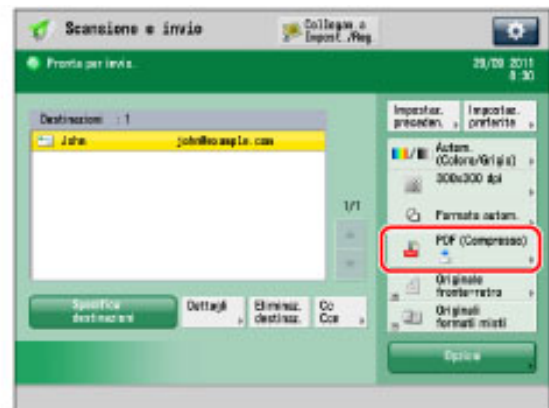 Scansione e invio
Collegam. a
Impost./Reg.
Pronto per invio.
29/09 2011
8:30
Destinazioni : 1
John john@example.com
1/1
Specifica
destinazioni
Dettagli
Eliminaz.
destinaz.
Cc
Ccn
Impostaz.
preceden.
Impostaz.
preferite
Autom.
(Colore/Grigio)
300x300 dpi
Formato autom.
PDF (Compresso)
Originale
fronte-retro
Originali
formati misti
Opzioni